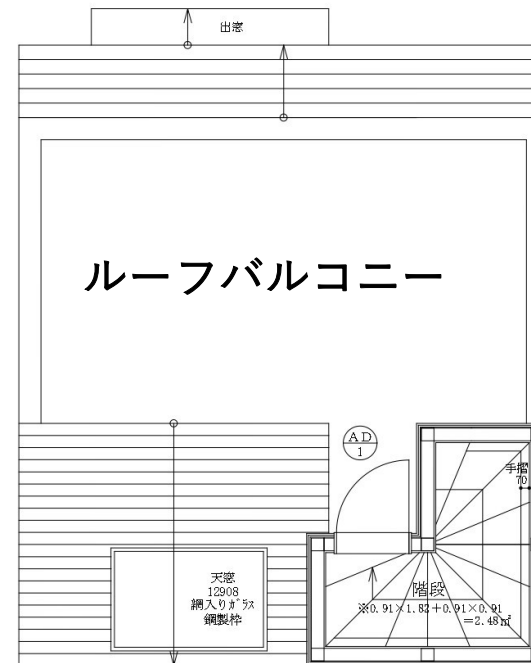 出窓
ルーフバルコニー
AD
1
手摺
70
天窓
12908
網入りガラス
鋼製枠
階段
※0.91×1.82+0.91×0.91
=2.48㎡